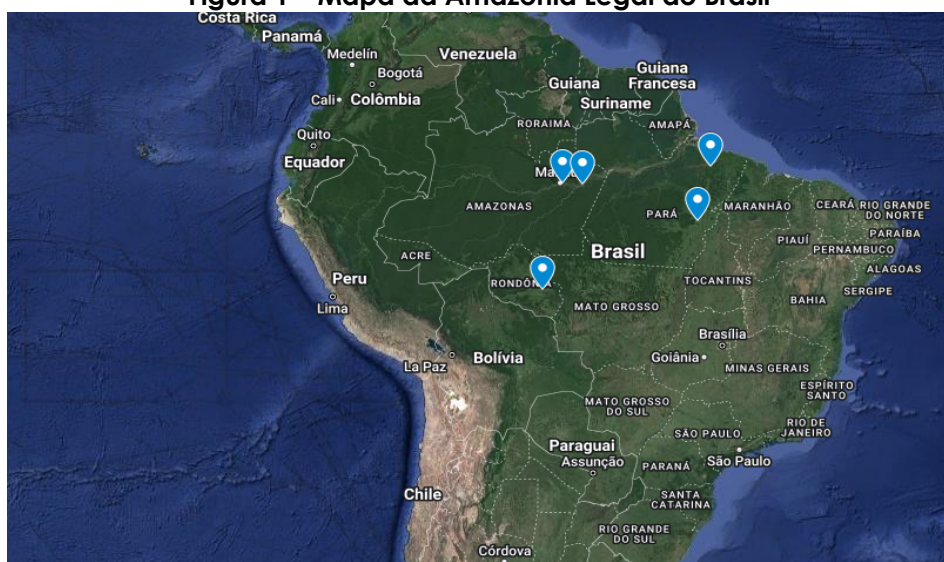 Figura 1 – Mapa da Amazônia Legal do Brasil
Costa Rica
Panamá
Medellín
Venezuela
Bogotá
Guiana
Guiana
Francesa
Cali
Colômbia
Suriname
RORAIMA
AMAPÁ
Quito
Equador
Ma
AMAZONAS
PARÁ
MARANHÃO
CEARÁ
RIO GRANDE
DO NORTE
PARAÍBA
PIAUÍ
PERNAMBUCO
ACRE
Brasil
ALAGOAS
Peru
RONDÔNIA
TOCANTINS
SERGIPE
Lima
MATO GROSSO
BAHIA
Brasília
La Paz
Bolívia
Goiânia
MINAS GERAIS
ESPÍRITO
SANTO
MATO GROSSO
DO SUL
RIO DE
JANEIRO
SÃO PAULO
Paraguai
Assunção
PARANÁ
São Paulo
Chile
SANTA
CATARINA
RIO GRANDE
DO SUL
Córdova